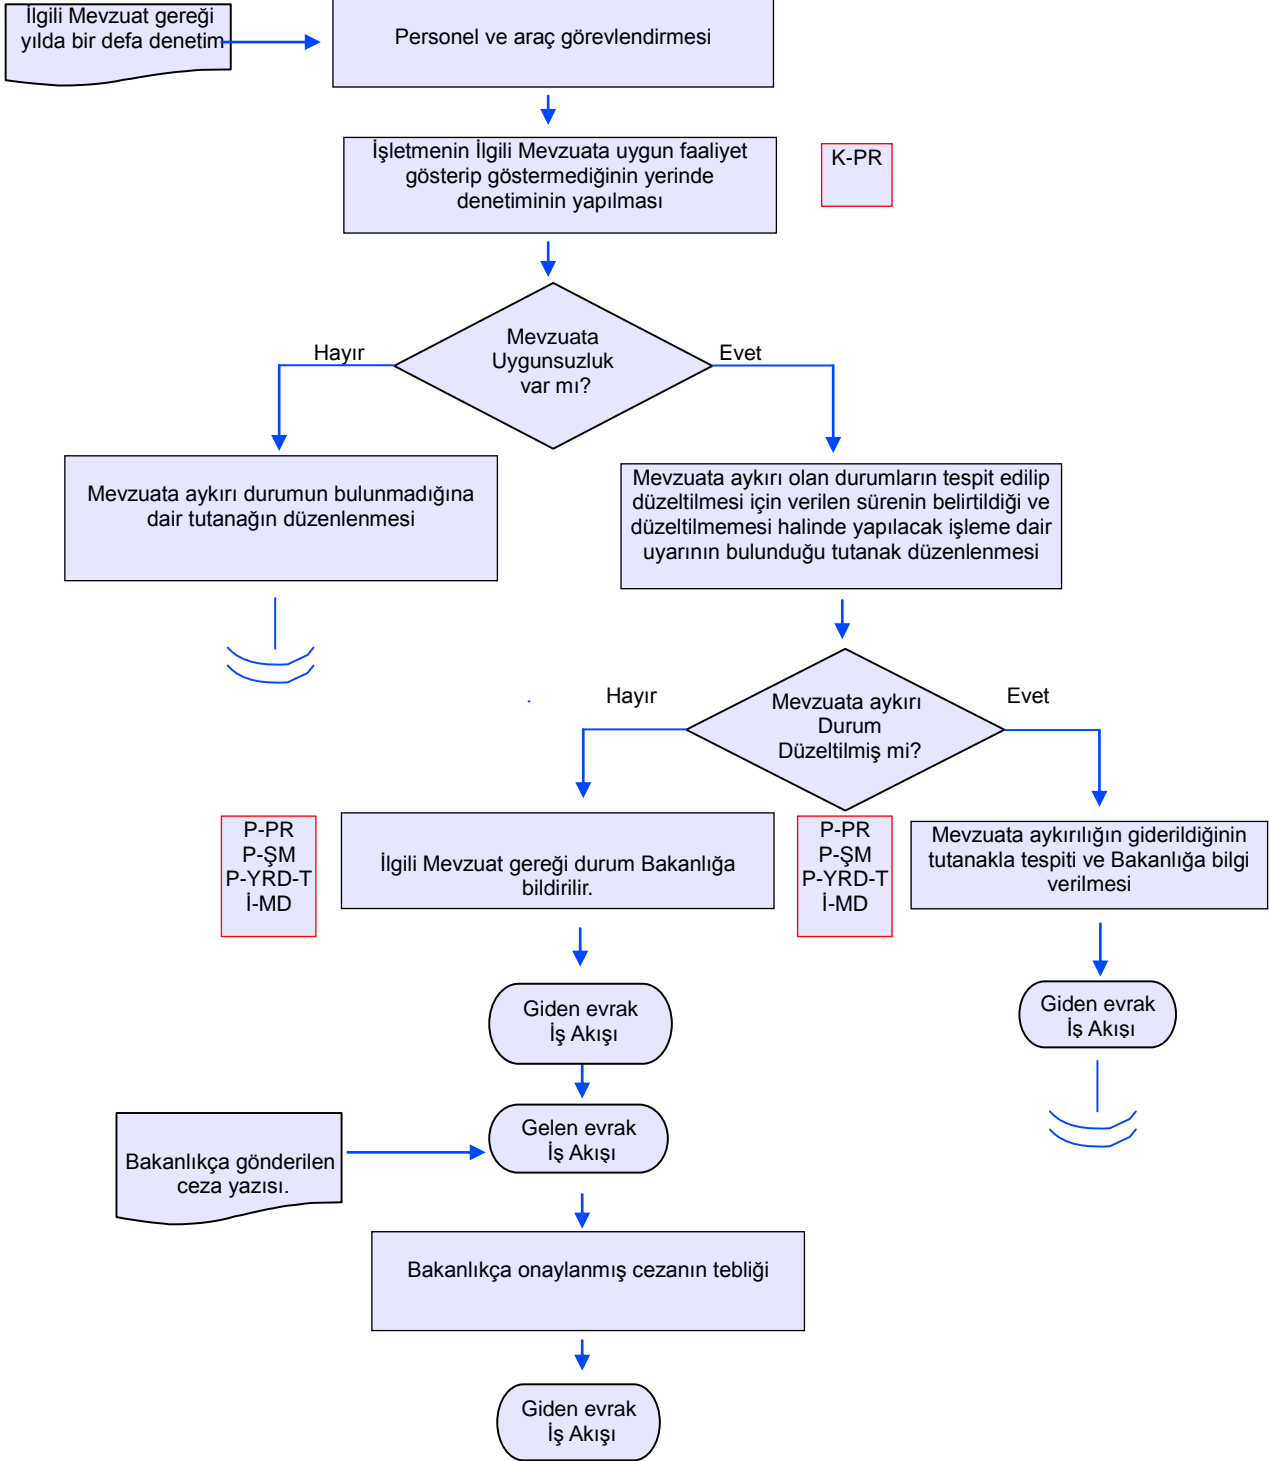 İlgili Mevzuat gereği
yılda bir defa denetim
Personel ve araç görevlendirmesi
İşletmenin İlgili Mevzuata uygun faaliyet
gösterip göstermediğinin yerinde
denetiminin yapılması
K-PR
Mevzuata
Uygunsuzluk
var mı?
Hayır
Evet
Mevzuata aykırı durumun bulunmadığına
dair tutanağın düzenlenmesi
Mevzuata aykırı olan durumların tespit edilip
düzeltilmesi için verilen sürenin belirtildiği ve
düzeltilmemesi halinde yapılacak işleme dair
uyarının bulunduğu tutanak düzenlenmesi
Mevzuata aykırı
Durum
Düzeltilmiş mi?
Hayır
Evet
P-PR
P-ŞM
P-YRD-T
İ-MD
İlgili Mevzuat gereği durum Bakanlığa
bildirilir.
P-PR
P-ŞM
P-YRD-T
İ-MD
Mevzuata aykırılığın giderildiğinin
tutanakla tespiti ve Bakanlığa bilgi
verilmesi
Giden evrak
İş Akışı
Giden evrak
İş Akışı
Gelen evrak
İş Akışı
Bakanlıkça gönderilen
ceza yazısı.
Bakanlıkça onaylanmış cezanın tebliği
Giden evrak
İş Akışı